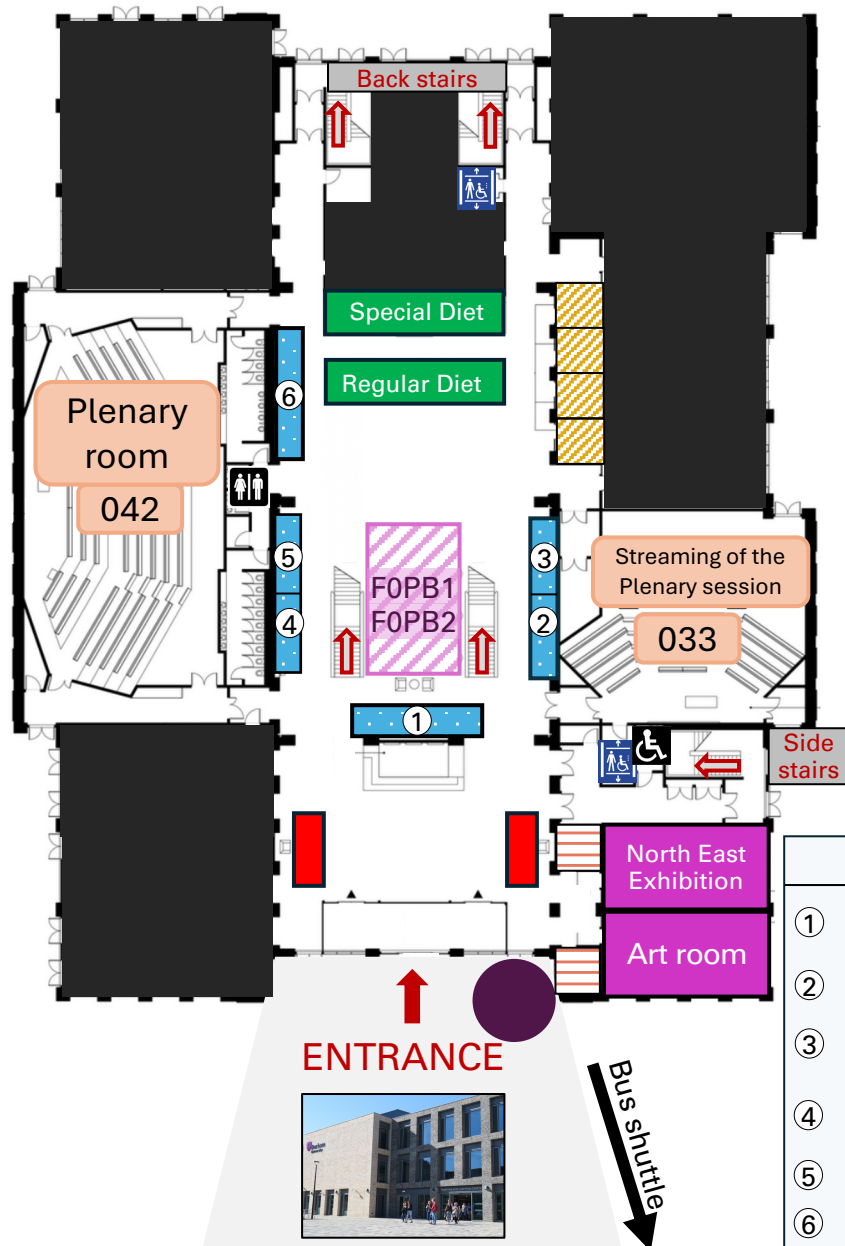 Back stairs
Special Diet
Regular Diet
6
Plenary
room
042
5
4
F0PB1
F0PB2
3
2
Streaming of the
Plenary session
033
1
Side
stairs
North East
Exhibition
Art room
ENTRANCE
Bus shuttle
1
2
3
4
5
6